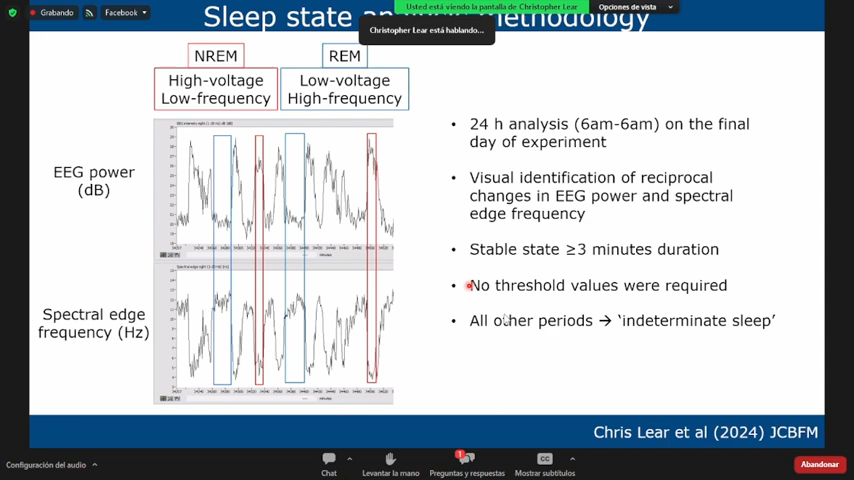 Usted está viendo la pantalla de Christopher Lear
Opciones de vista
Grabando
Facebook
Sleep state methodology
Christopher Lear está hablando...
NREM
REM
High-voltage
Low-frequency
Low-voltage
High-frequency
EEG power
(dB)
Spectral edge
frequency (Hz)
minutes
minutes
• 24 h analysis (6am-6am) on the final
day of experiment
• Visual identification of reciprocal
changes in EEG power and spectral
edge frequency
• Stable state ≥3 minutes duration
• No threshold values were required
• All other periods → ‘indeterminate sleep’
Chris Lear et al (2024) JCBFM
Configuración del audio
Chat
Levantar la mano
1
Preguntas y respuestas
CC
Mostrar subtítulos
Abandonar